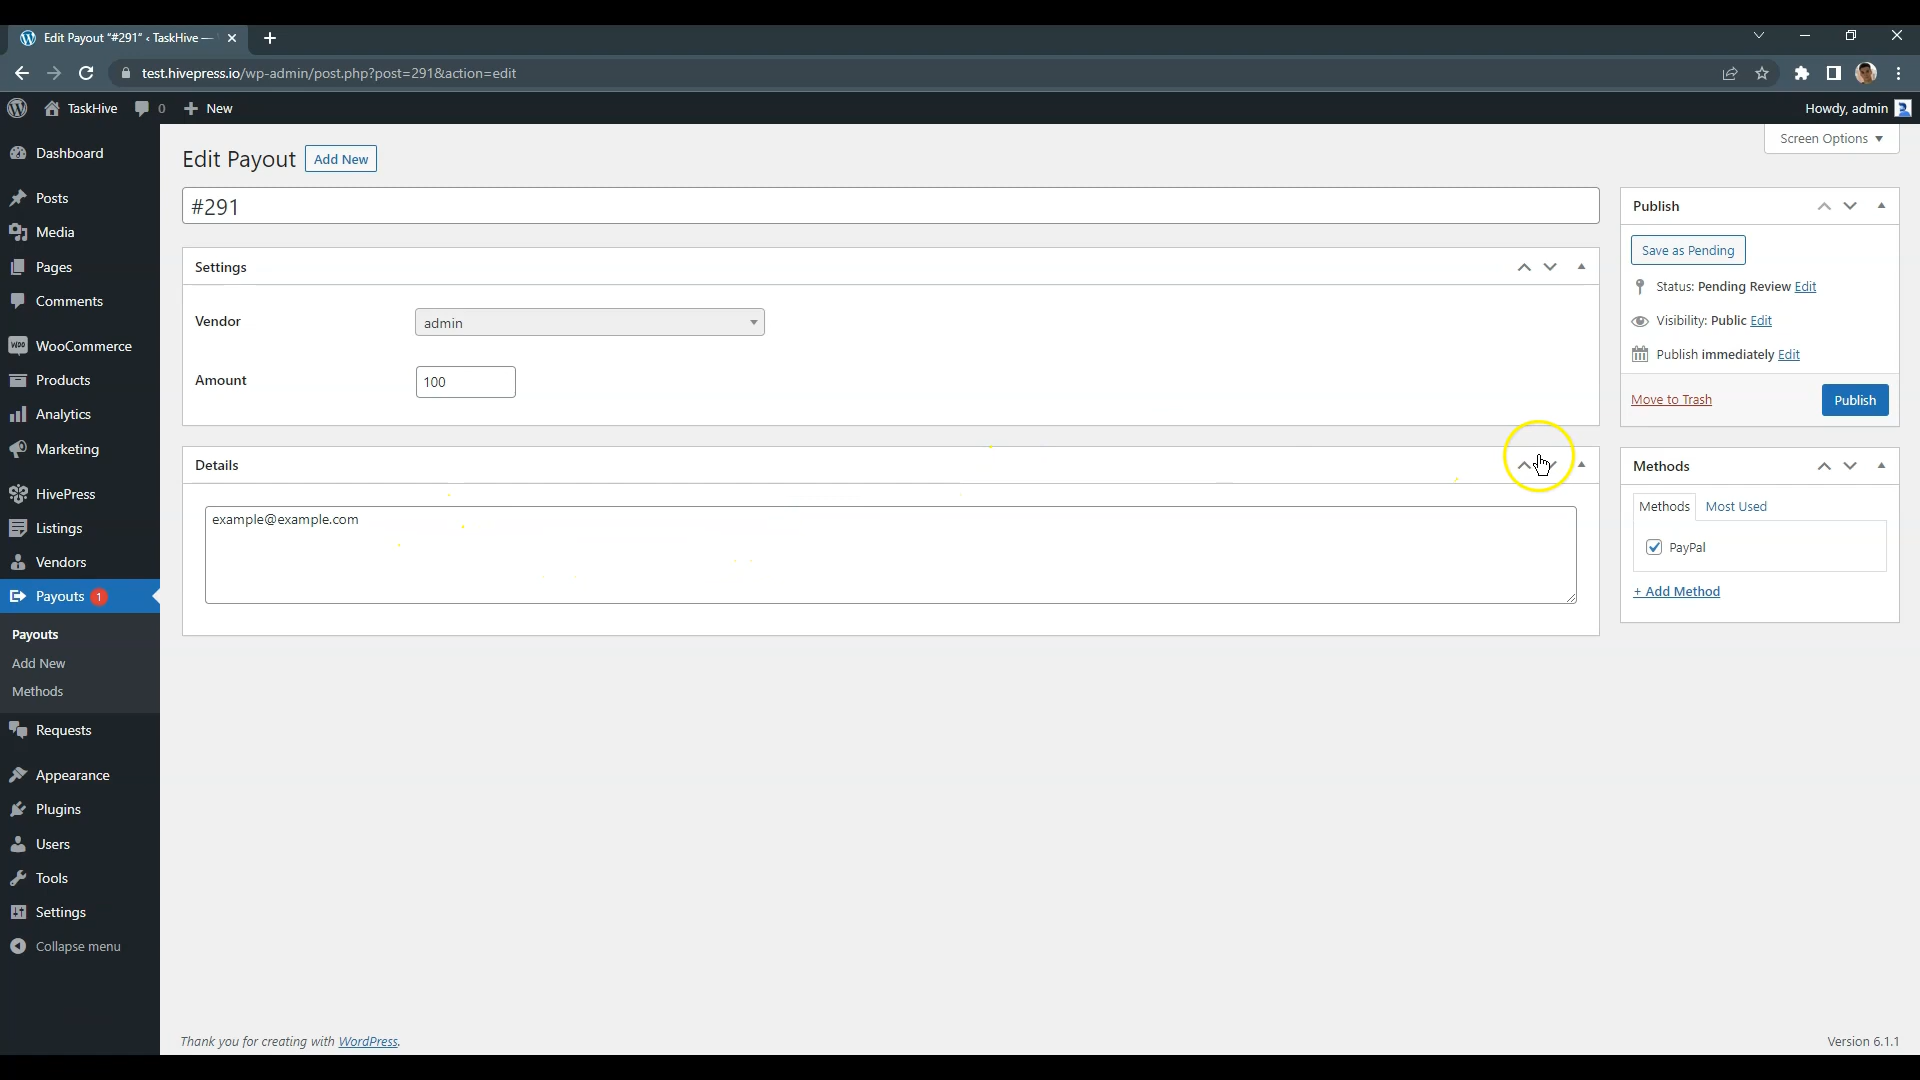 Edit Payout "#291" ‹ TaskHive —
test.hivepress.io/wp-admin/post.php?post=291&action=edit
TaskHive 0 New
Howdy, admin
Screen Options
Dashboard
Posts
Media
Pages
Comments
WooCommerce
Products
Analytics
Marketing
HivePress
Listings
Vendors
Payouts 1
Payouts
Add New
Methods
Requests
Appearance
Plugins
Users
Tools
Settings
Collapse menu
Edit Payout Add New
#291
Settings
Vendor admin
Amount 100
Details
example@example.com
Publish
Save as Pending
Status: Pending Review Edit
Visibility: Public Edit
Publish immediately Edit
Move to Trash Publish
Methods
Methods Most Used
PayPal
+ Add Method
Thank you for creating with WordPress.
Version 6.1.1